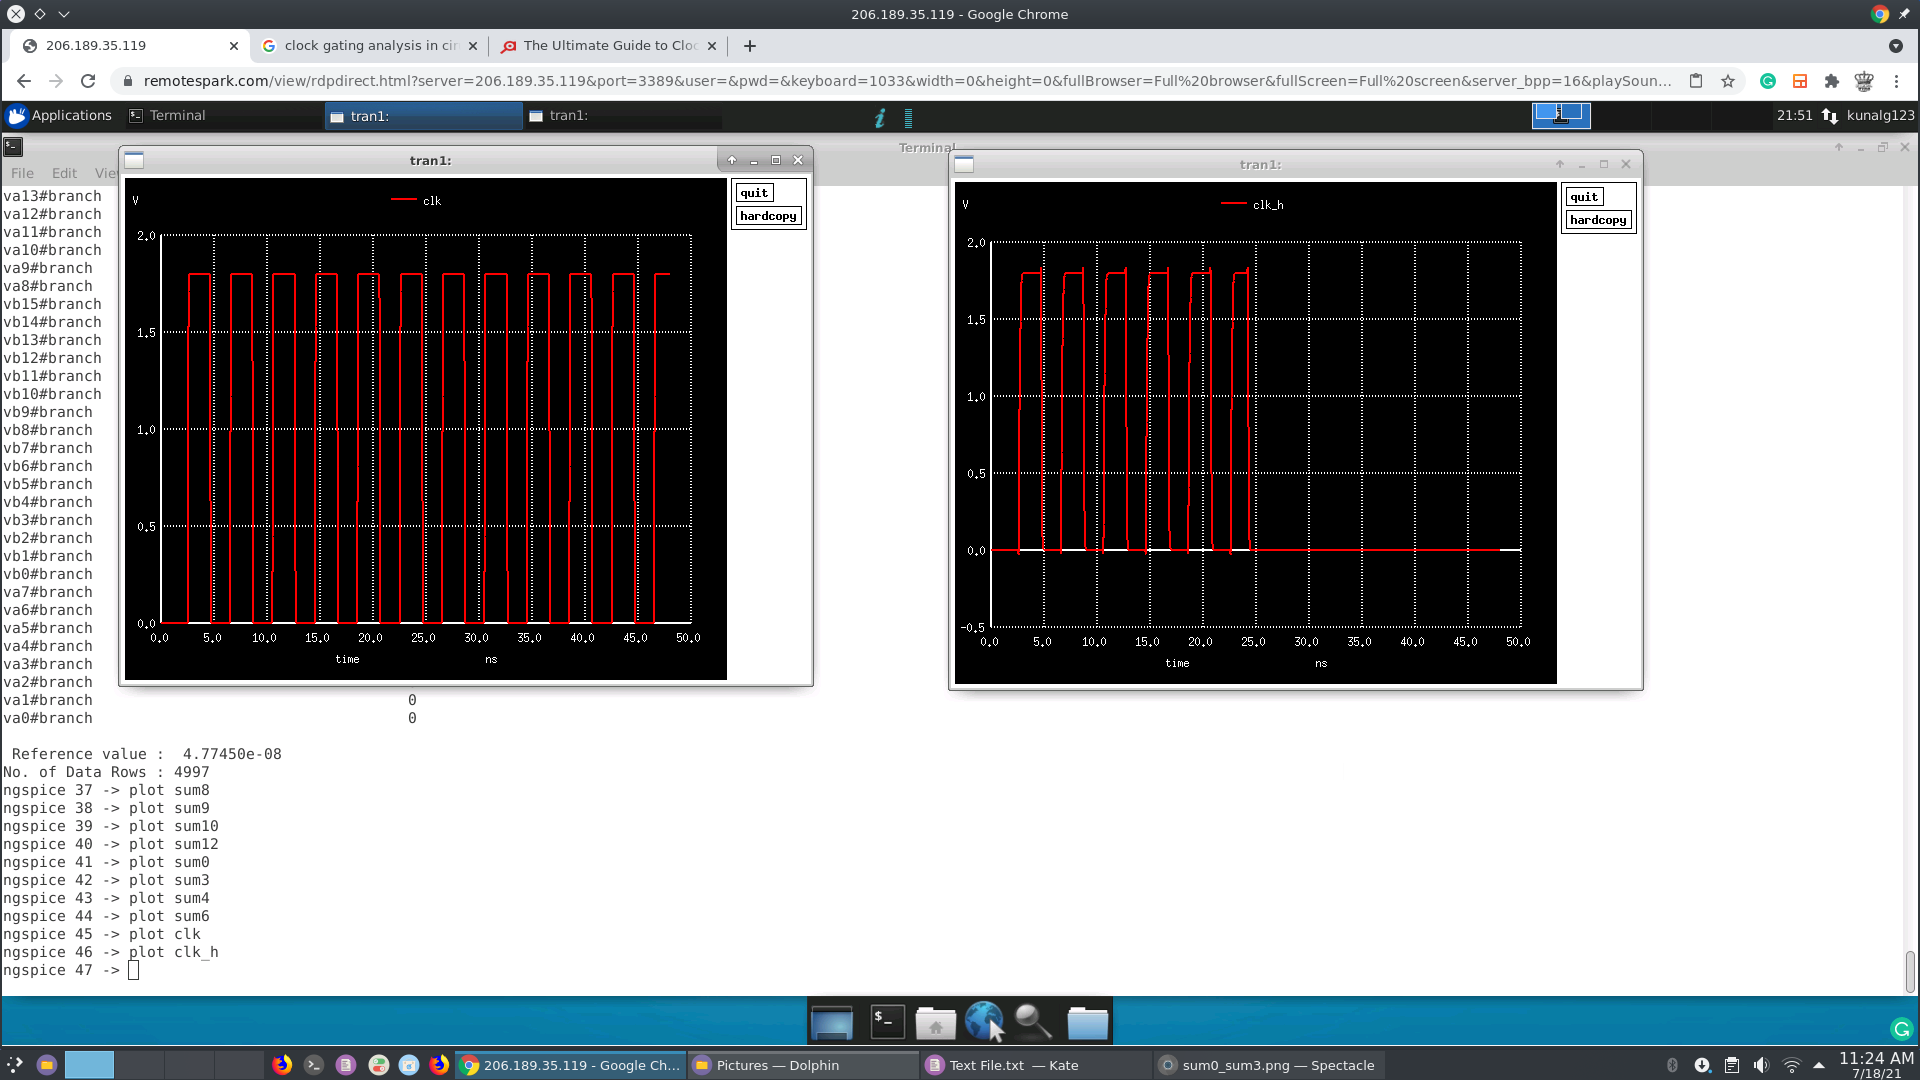 206.189.35.119 - Google Chrome
206.189.35.119
clock gating analysis in cir
The Ultimate Guide to Cloc
remotespark.com/view/rdpdirect.html?server=206.189.35.119&port=3389&user=&pwd=&keyboard=1033&width=0&height=0&fullBrowser=Full%20browser&fullScreen=Full%20screen&server_bpp=16&playSoun...
Applications
Terminal
tran1:
tran1:
21:51
kunalg123
Terminal
File Edit Vie
va13#branch
va12#branch
va11#branch
va10#branch
va9#branch
va8#branch
vb15#branch
vb14#branch
vb13#branch
vb12#branch
vb11#branch
vb10#branch
vb9#branch
vb8#branch
vb7#branch
vb6#branch
vb5#branch
vb4#branch
vb3#branch
vb2#branch
vb1#branch
vb0#branch
va7#branch
va6#branch
va5#branch
va4#branch
va3#branch
va2#branch
va1#branch 0
va0#branch 0
Reference value : 4.77450e-08
No. of Data Rows : 4997
ngspice 37 -> plot sum8
ngspice 38 -> plot sum9
ngspice 39 -> plot sum10
ngspice 40 -> plot sum12
ngspice 41 -> plot sum0
ngspice 42 -> plot sum3
ngspice 43 -> plot sum4
ngspice 44 -> plot sum6
ngspice 45 -> plot clk
ngspice 46 -> plot clk_h
ngspice 47 ->
tran1:
quit
hardcopy
V
clk
2.0
1.5
1.0
0.5
0.0
0.0 5.0 10.0 15.0 20.0 25.0 30.0 35.0 40.0 45.0 50.0
time ns
tran1:
quit
hardcopy
V
clk_h
2.0
1.5
1.0
0.5
0.0
-0.5
0.0 5.0 10.0 15.0 20.0 25.0 30.0 35.0 40.0 45.0 50.0
time ns
206.189.35.119 - Google Ch...
Pictures — Dolphin
Text File.txt — Kate
sum0_sum3.png — Spectacle
11:24 AM
7/18/21